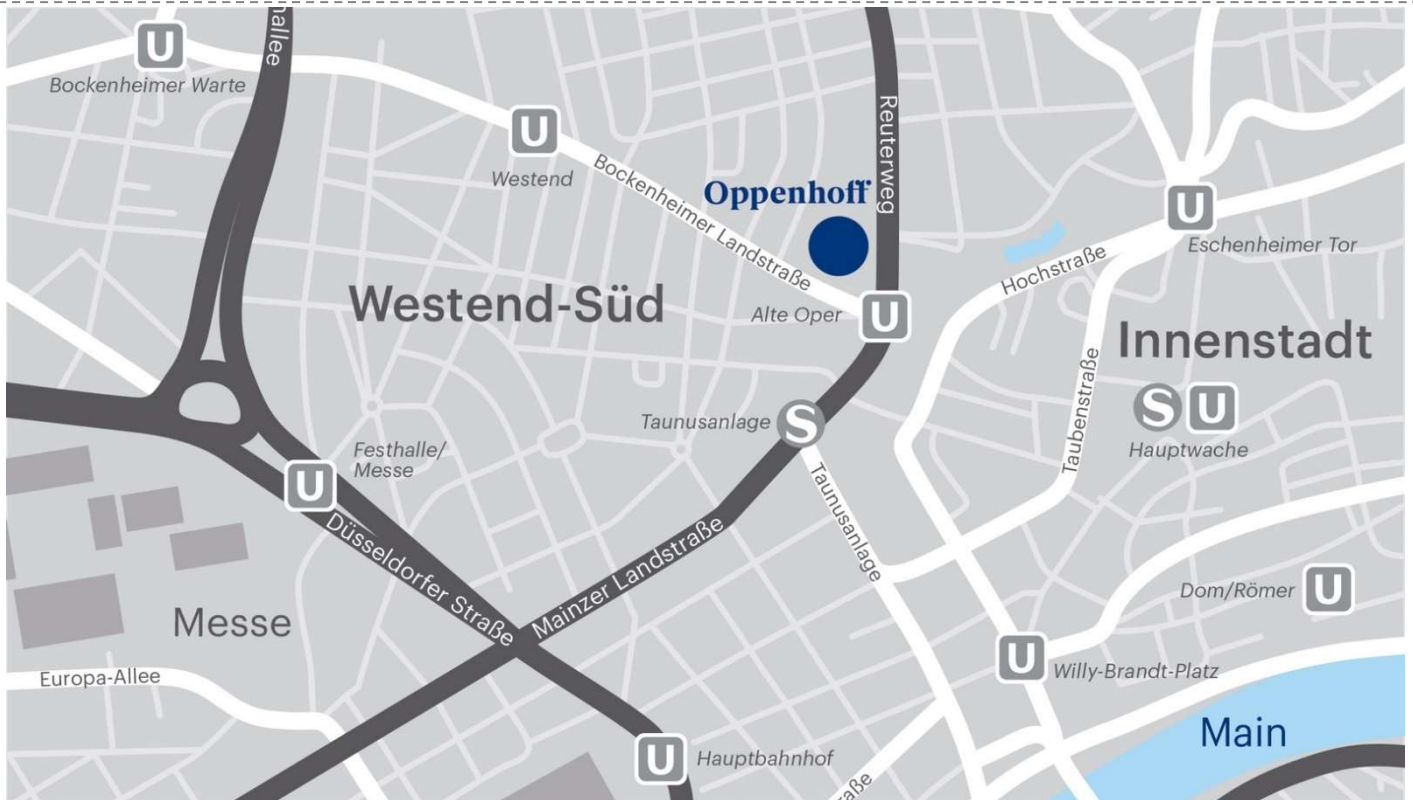 U
Bockenheimer Warte
allee
U
Westend
Bockenheimer Landstraße
Oppenhoff
Reuterweg
U
Alte Oper
U
Eschenheimer Tor
Hochstraße
Westend-Süd
Innenstadt
Taubenstraße
S
U
Hauptwache
S
Taunusanlage
Taunusanlage
U
Festhalle/
Messe
Düsseldorfer Straße
Mainzer Landstraße
Messe
Europa-Allee
Dom/Römer
U
U
Willy-Brandt-Platz
Main
U
Hauptbahnhof
aße